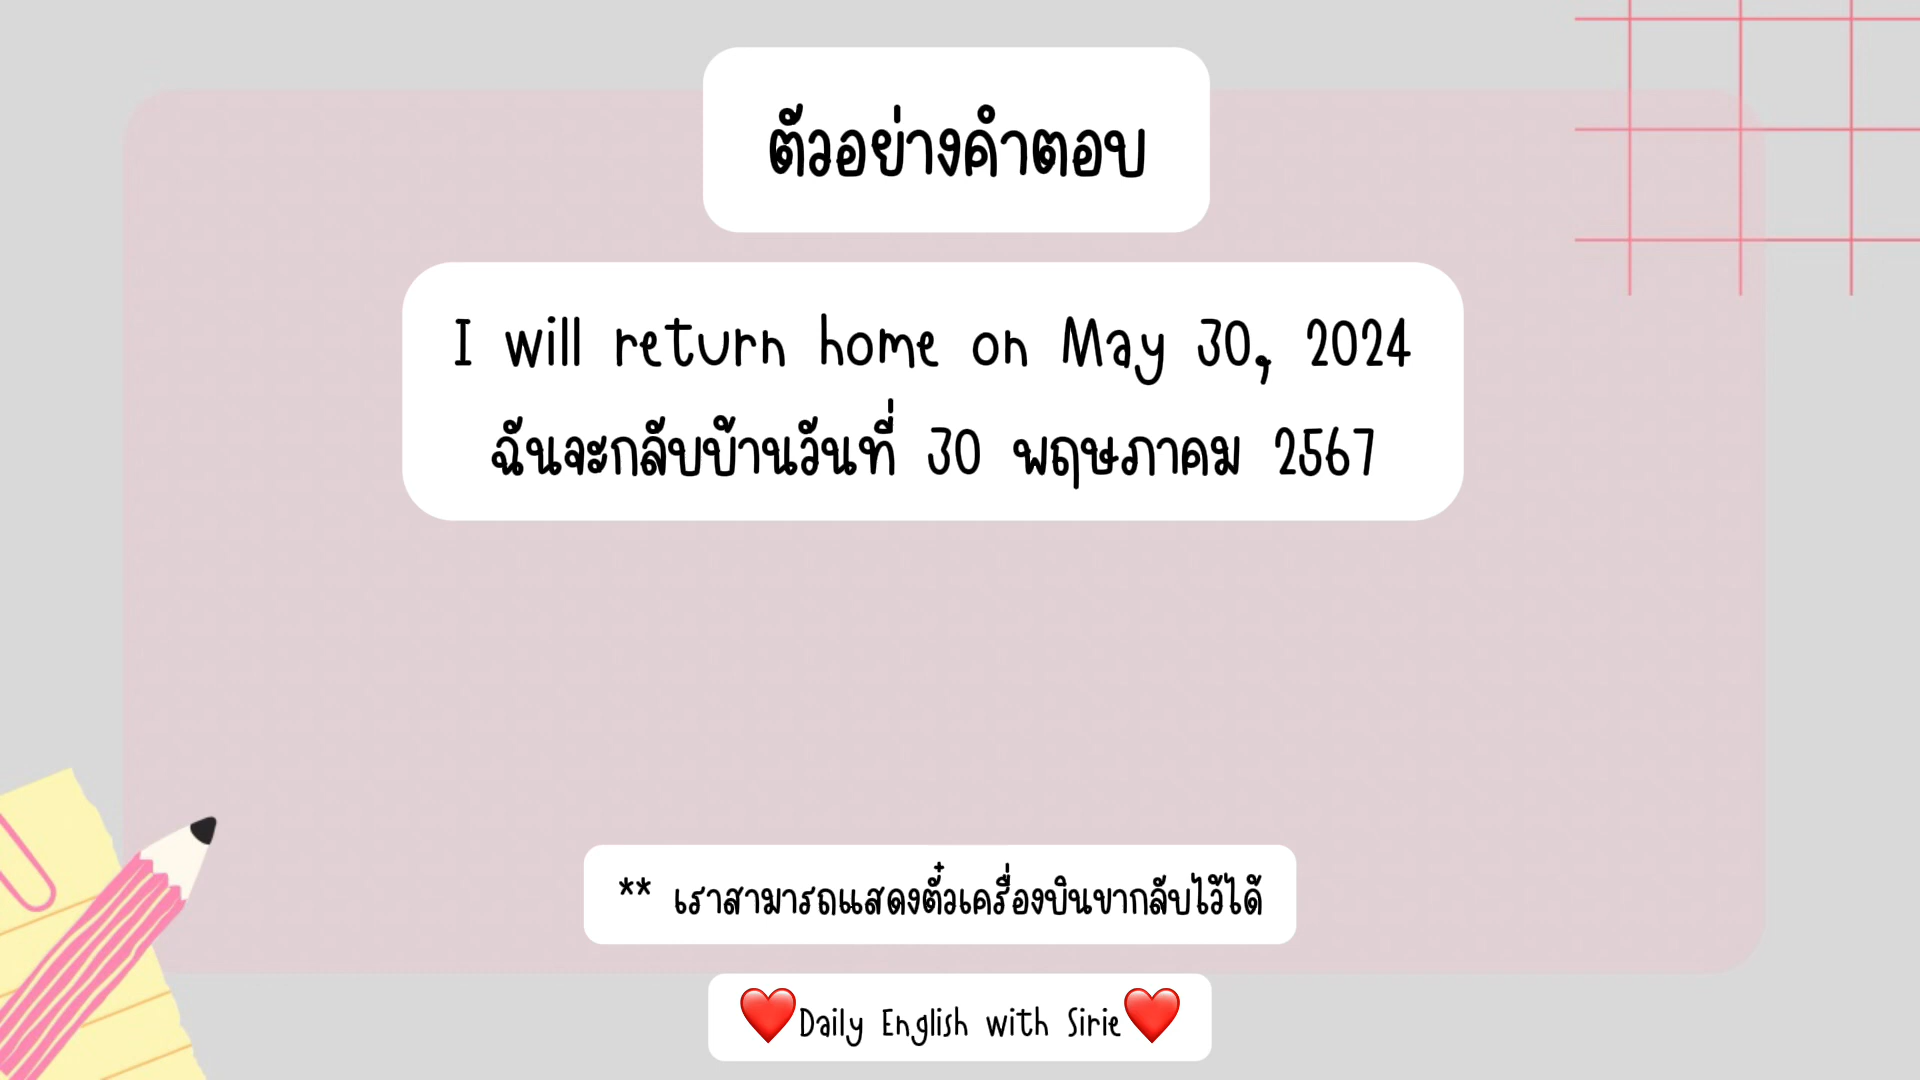 ตัวอย่างคำตอบ
I will return home on May 30, 2024
ฉันจะกลับบ้านวันที่ 30 พฤษภาคม 2567
** เราสามารถแสดงตั๋วเครื่องบินขากลับไว้ได้
❤️Daily English with Sirie❤️